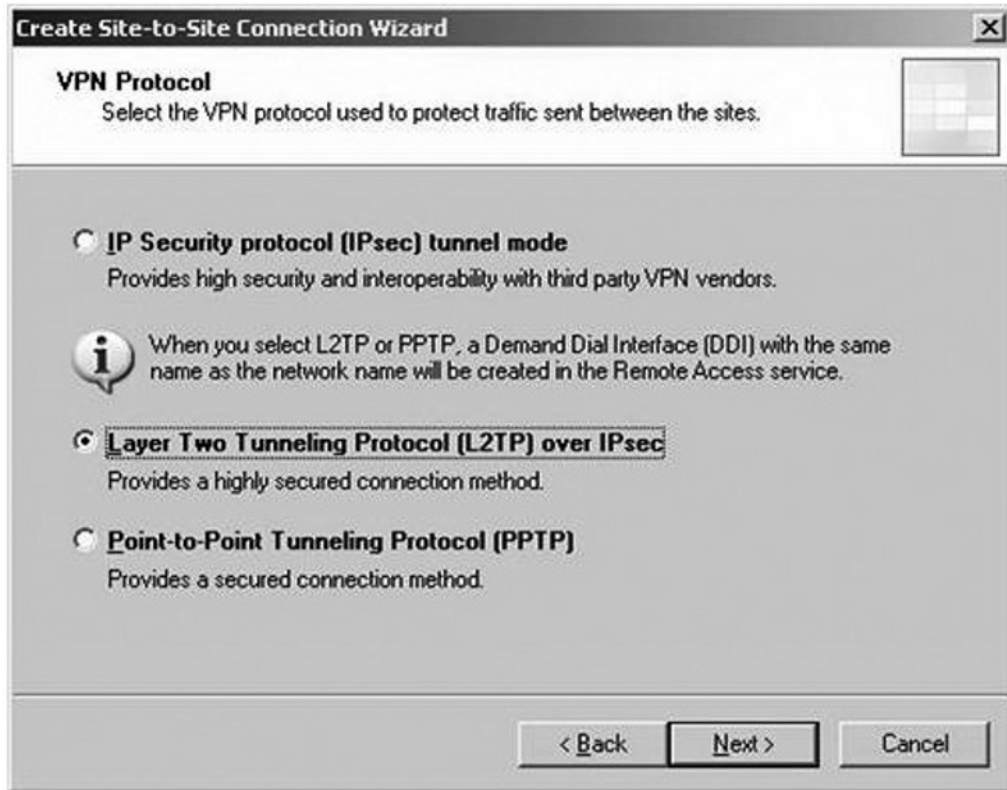 Create Site-to-Site Connection Wizard
VPN Protocol
Select the VPN protocol used to protect traffic sent between the sites.
IP Security protocol (IPsec) tunnel mode
Provides high security and interoperability with third party VPN vendors.
When you select L2TP or PPTP, a Demand Dial Interface (DDI) with the same
name as the network name will be created in the Remote Access service.
Layer Two Tunneling Protocol (L2TP) over IPsec
Provides a highly secured connection method.
Point-to-Point Tunneling Protocol (PPTP)
Provides a secured connection method.
< Back Next > Cancel